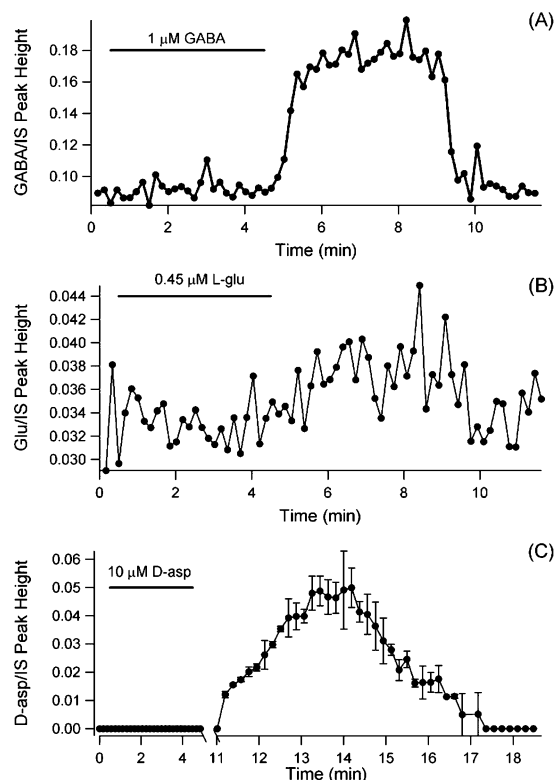 (A)
1 µM GABA
GABA/IS Peak Height
0.18
0.16
0.14
0.12
0.10
0 2 4 6 8 10
Time (min)
(B)
0.45 µM L-glu
Glu/IS Peak Height
0.044
0.042
0.040
0.038
0.036
0.034
0.032
0.030
0 2 4 6 8 10
Time (min)
(C)
10 µM D-asp
D-asp/IS Peak Height
0.06
0.05
0.04
0.03
0.02
0.01
0.00
0 2 4 11 12 13 14 15 16 17 18
Time (min)